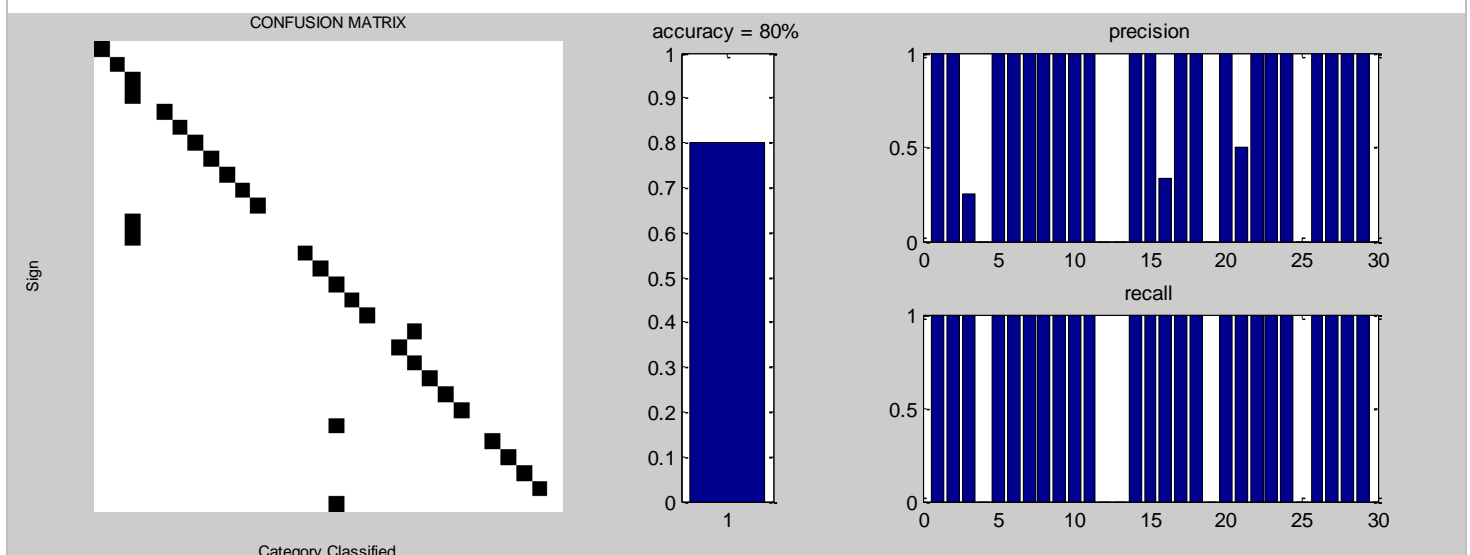 CONFUSION MATRIX
Sign
Category Classified
accuracy = 80%
1
0.9
0.8
0.7
0.6
0.5
0.4
0.3
0.2
0.1
0
1
precision
1
0.5
0
0 5 10 15 20 25 30
recall
1
0.5
0
0 5 10 15 20 25 30